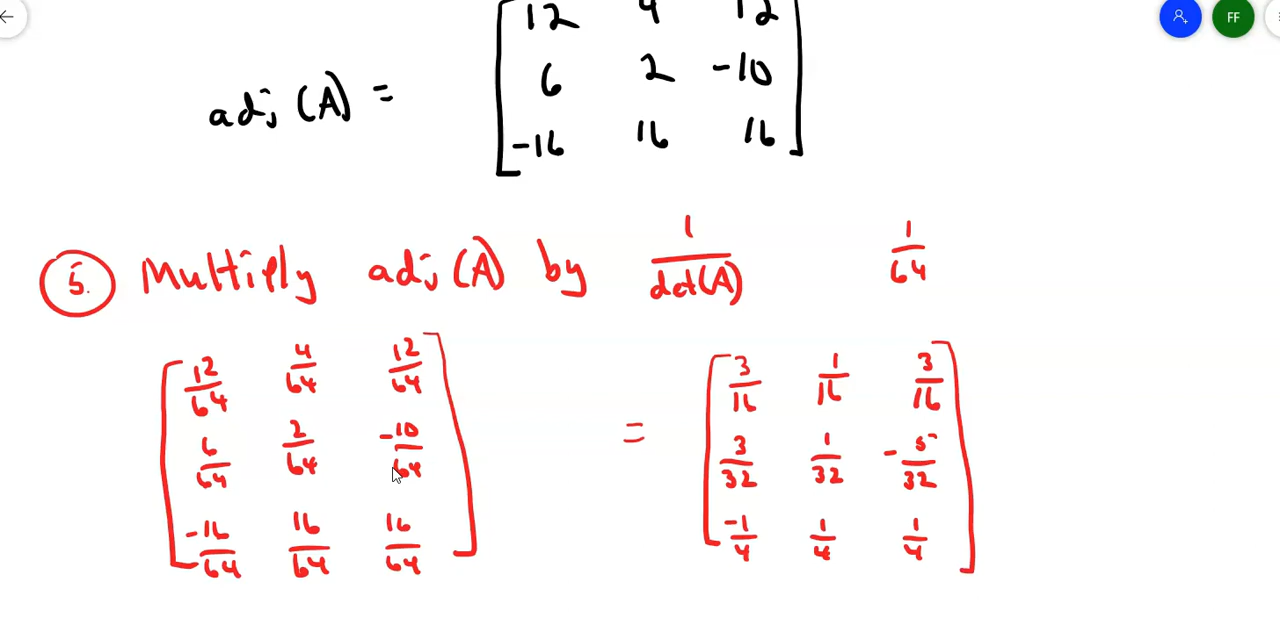 FF
12 4 12
adj(A) = 6 2 -10
-16 16 16
5. Multiply adj(A) by 1/det(A) 1/64
12/64 4/64 12/64 = 3/16 1/16 3/16
6/64 2/64 -10/64 3/32 1/32 -5/32
-16/64 16/64 16/64 -1/4 1/4 1/4